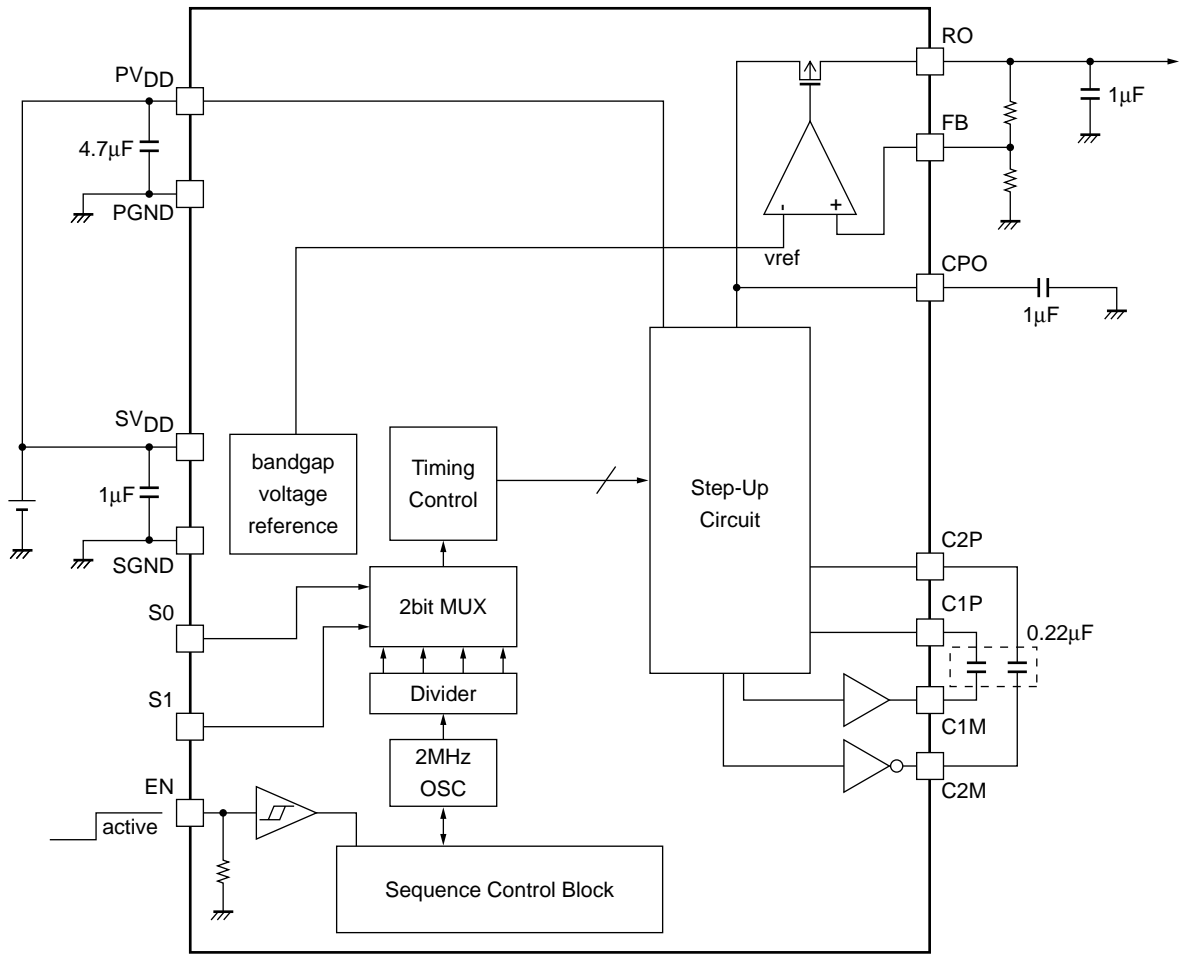 RO
PVDD
1μF
FB
4.7μF
PGND
- +
vref
CPO
1μF
SVDD
bandgap
voltage
reference
Timing
Control
1μF
Step-Up
Circuit
SGND
C2P
S0
2bit MUX
C1P
0.22μF
S1
Divider
C1M
2MHz
OSC
EN
C2M
active
Sequence Control Block